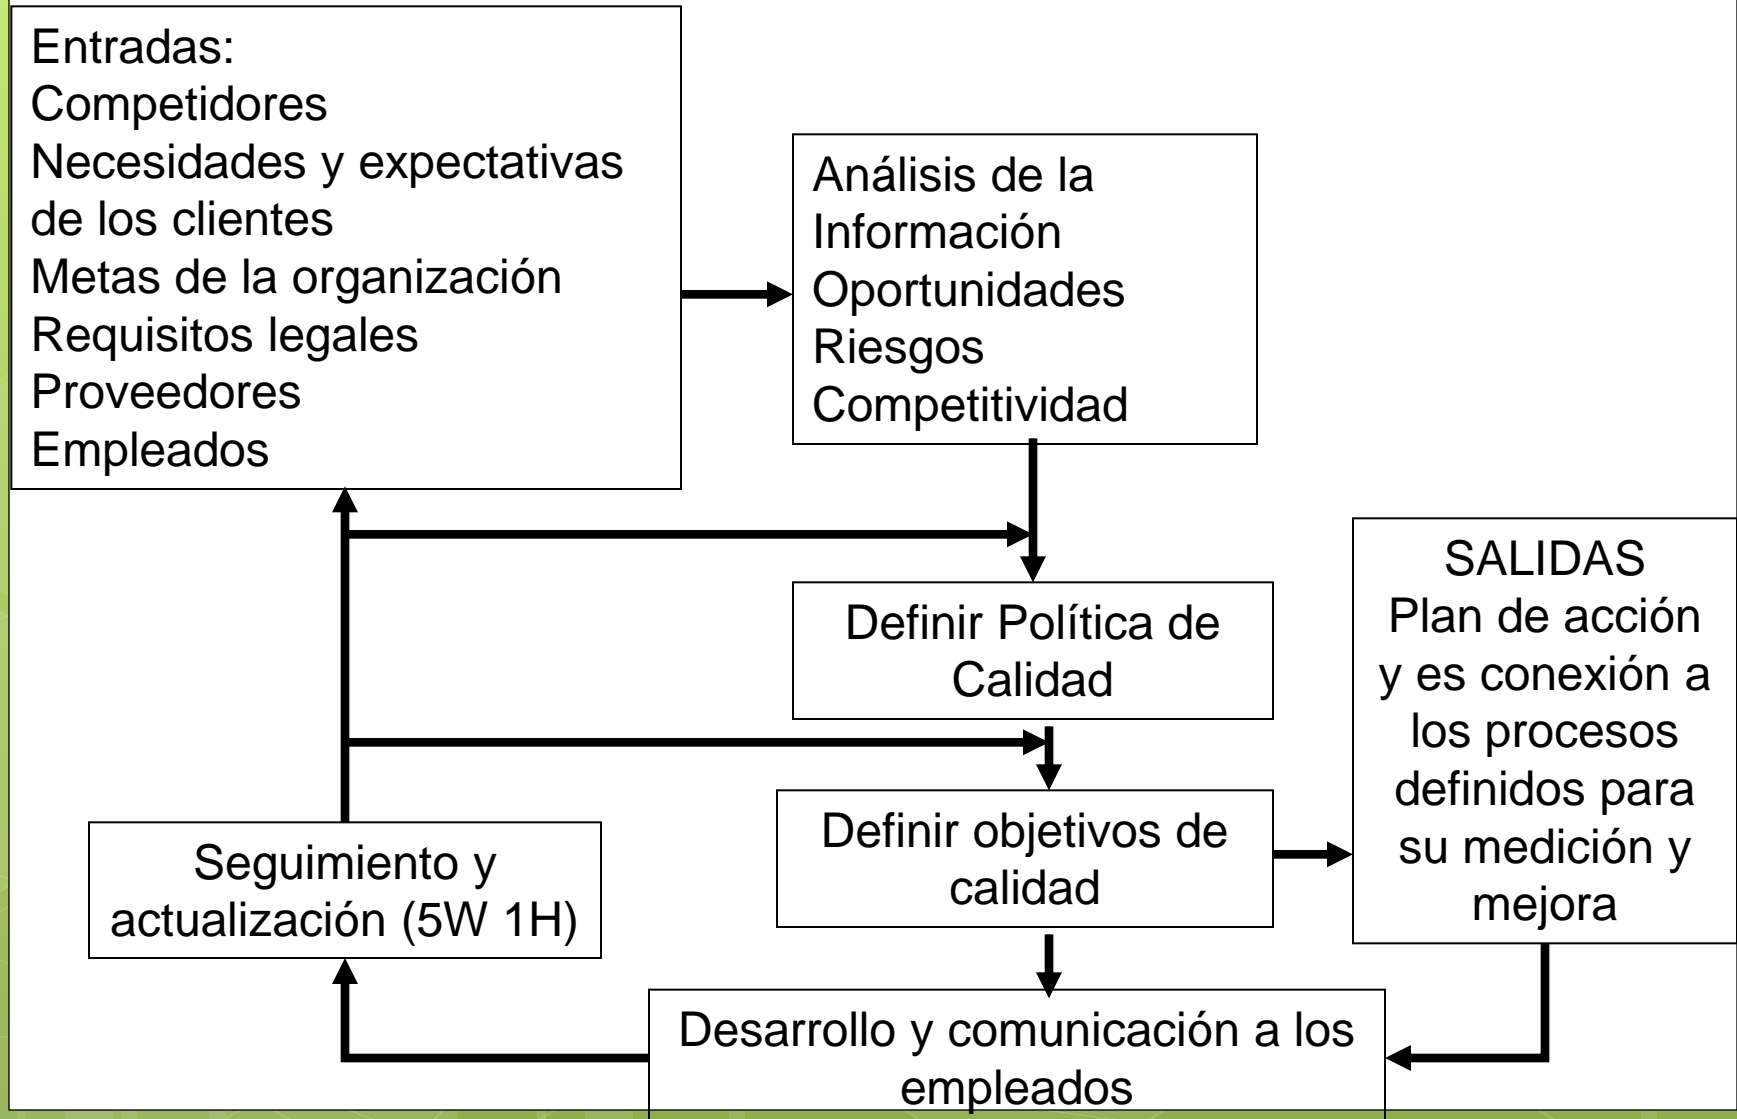 Entradas:
Competidores
Necesidades y expectativas
de los clientes
Metas de la organización
Requisitos legales
Proveedores
Empleados
Análisis de la
Información
Oportunidades
Riesgos
Competitividad
Definir Política de
Calidad
Definir objetivos de
calidad
SALIDAS
Plan de acción
y es conexión a
los procesos
definidos para
su medición y
mejora
Seguimiento y
actualización (5W 1H)
Desarrollo y comunicación a los
empleados